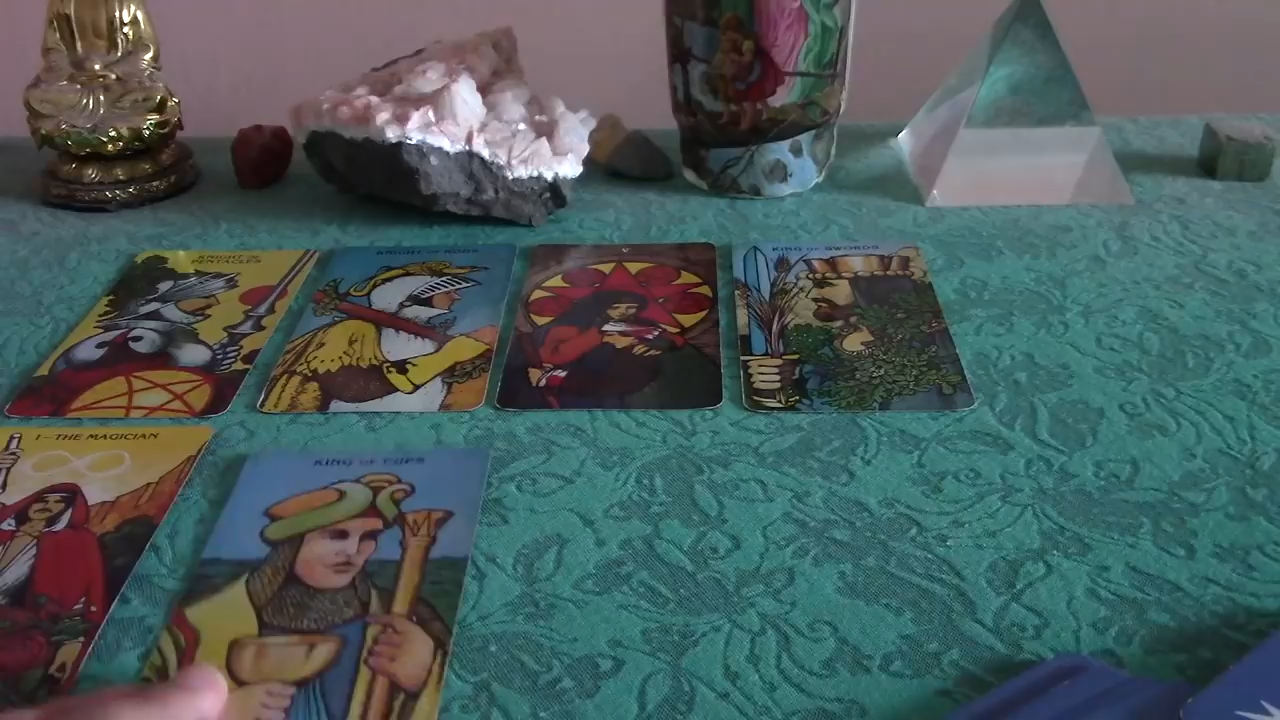 KNIGHT OF
PENTACLES
KNIGHT OF RODS
V
KING OF SWORDS
I - THE MAGICIAN
KING OF CUPS